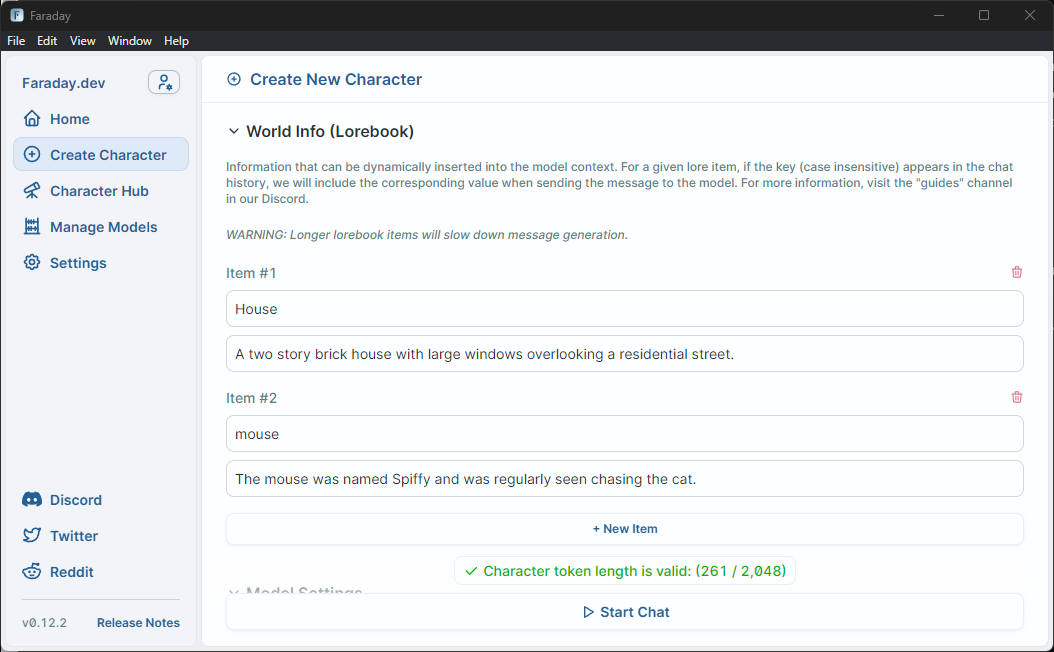 Faraday
File Edit View Window Help
Faraday.dev
Home
Create Character
Character Hub
Manage Models
Settings
Discord
Twitter
Reddit
v0.12.2 Release Notes
Create New Character
World Info (Lorebook)
Information that can be dynamically inserted into the model context. For a given lore item, if the key (case insensitive) appears in the chat
history, we will include the corresponding value when sending the message to the model. For more information, visit the "guides" channel
in our Discord.
WARNING: Longer lorebook items will slow down message generation.
Item #1
House
A two story brick house with large windows overlooking a residential street.
Item #2
mouse
The mouse was named Spiffy and was regularly seen chasing the cat.
+ New Item
Character token length is valid: (261 / 2,048)
Model Settings
Start Chat